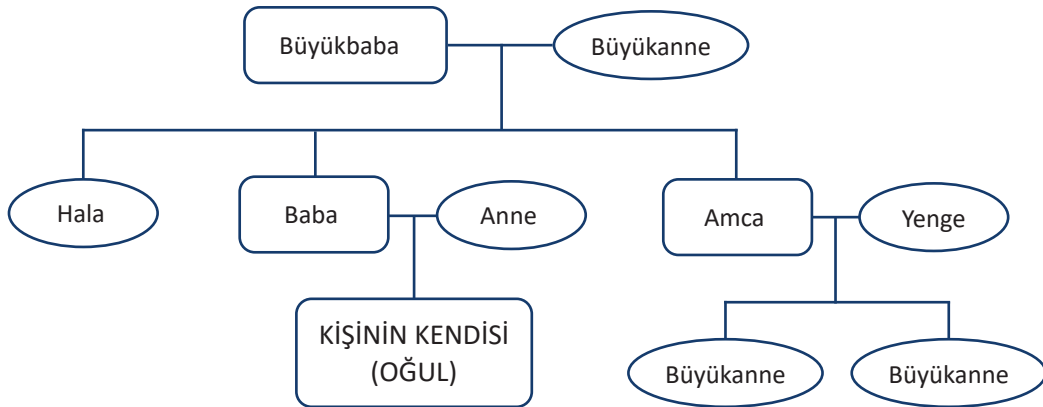 Büyükbaba
Büyükanne
Hala
Baba
Anne
Amca
Yenge
KİŞİNİN KENDİSİ
(OĞUL)
Büyükanne
Büyükanne